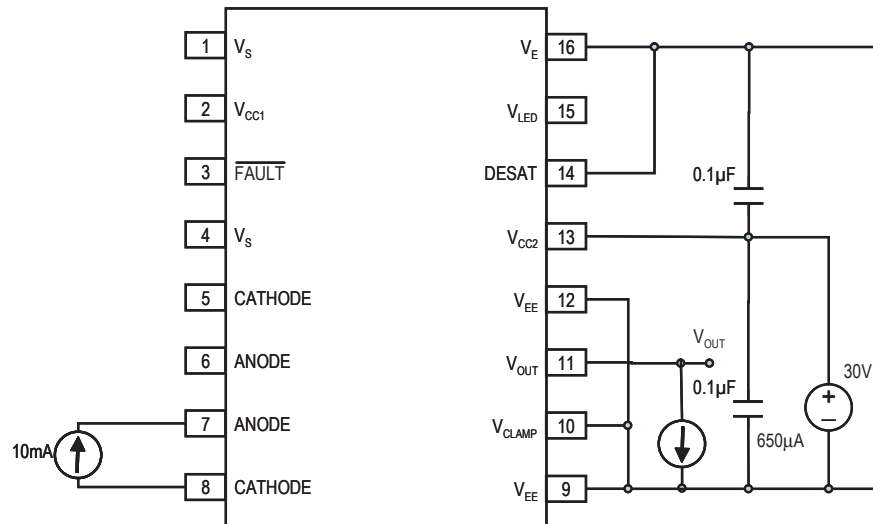 1 V_S
2 V_CC1
3 FAULT
4 V_S
5 CATHODE
6 ANODE
7 ANODE
8 CATHODE
10mA
V_E 16
V_LED 15
DESAT 14
V_CC2 13
V_EE 12
V_OUT 11
V_CLAMP 10
V_EE 9
0.1µF
V_OUT
0.1µF
30V
+
–
650µA